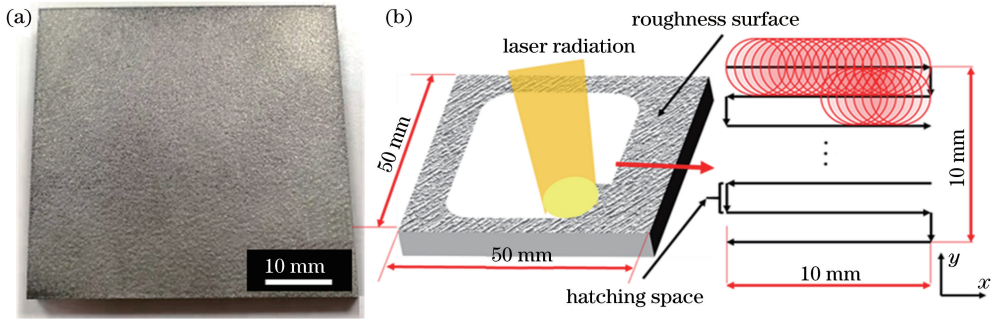 (a)
10 mm
(b)
roughness surface
laser radiation
50 mm
50 mm
hatching space
10 mm
10 mm
y
x